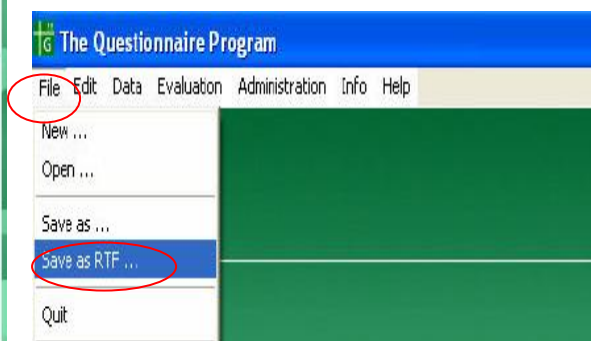 The Questionnaire Program
File Edit Data Evaluation Administration Info Help
New ...
Open ...
Save as ...
Save as RTF ...
Quit